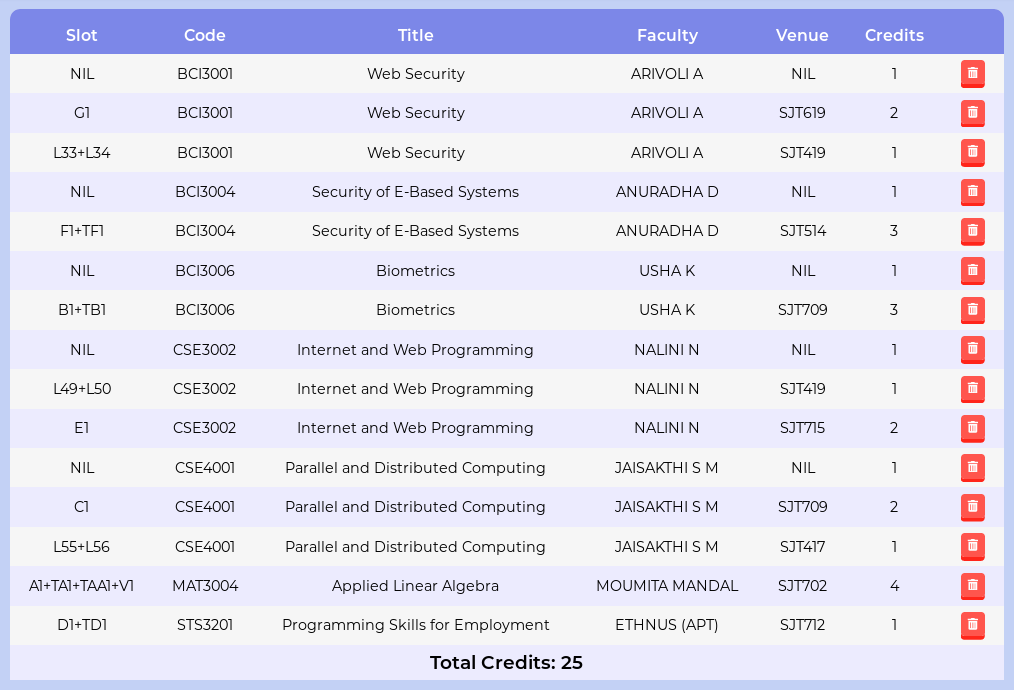 Slot Code Title Faculty Venue Credits
NIL BCI3001 Web Security ARIVOLI A NIL 1
G1 BCI3001 Web Security ARIVOLI A SJT619 2
L33+L34 BCI3001 Web Security ARIVOLI A SJT419 1
NIL BCI3004 Security of E-Based Systems ANURADHA D NIL 1
F1+TF1 BCI3004 Security of E-Based Systems ANURADHA D SJT514 3
NIL BCI3006 Biometrics USHA K NIL 1
B1+TB1 BCI3006 Biometrics USHA K SJT709 3
NIL CSE3002 Internet and Web Programming NALINI N NIL 1
L49+L50 CSE3002 Internet and Web Programming NALINI N SJT419 1
E1 CSE3002 Internet and Web Programming NALINI N SJT715 2
NIL CSE4001 Parallel and Distributed Computing JAISAKTHI S M NIL 1
C1 CSE4001 Parallel and Distributed Computing JAISAKTHI S M SJT709 2
L55+L56 CSE4001 Parallel and Distributed Computing JAISAKTHI S M SJT417 1
A1+TA1+TAA1+V1 MAT3004 Applied Linear Algebra MOUMITA MANDAL SJT702 4
D1+TD1 STS3201 Programming Skills for Employment ETHNUS (APT) SJT712 1
Total Credits: 25